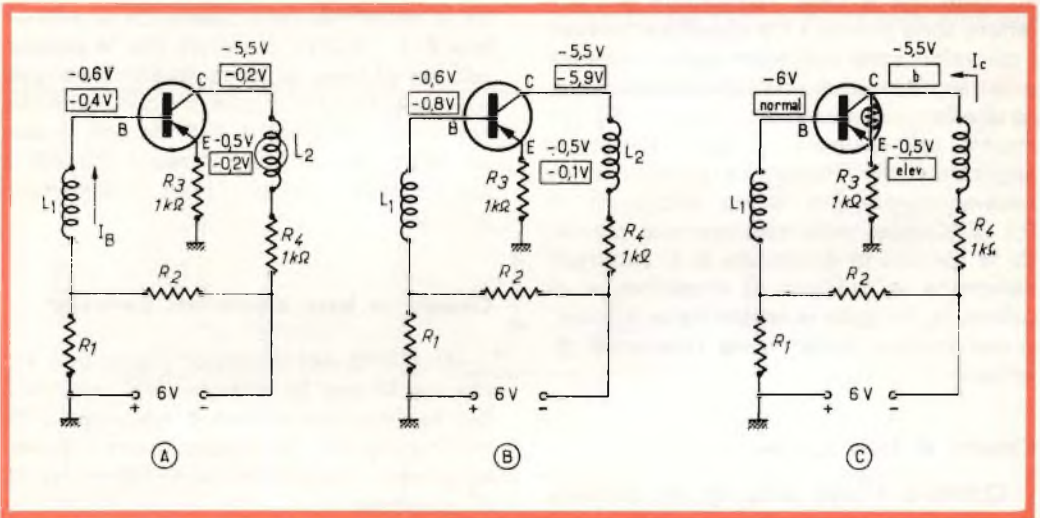 -5,5V
-0,6V
C
-0,2V
-0,4V
B
E
-0,5V
-0,2V
L2
R3
1kΩ
L1
IB
R4
1kΩ
R2
R1
6V
+ -
A
-5,5V
-0,6V
C
-5,9V
-0,8V
B
E
-0,5V
-0,1V
L2
R3
1kΩ
L1
R4
1kΩ
R2
R1
6V
+ -
B
-5,5V
Ic
-6V
C
b
normal
B
E
-0,5V
elev.
R3
1kΩ
L1
R4
1kΩ
R2
R1
6V
+ -
C